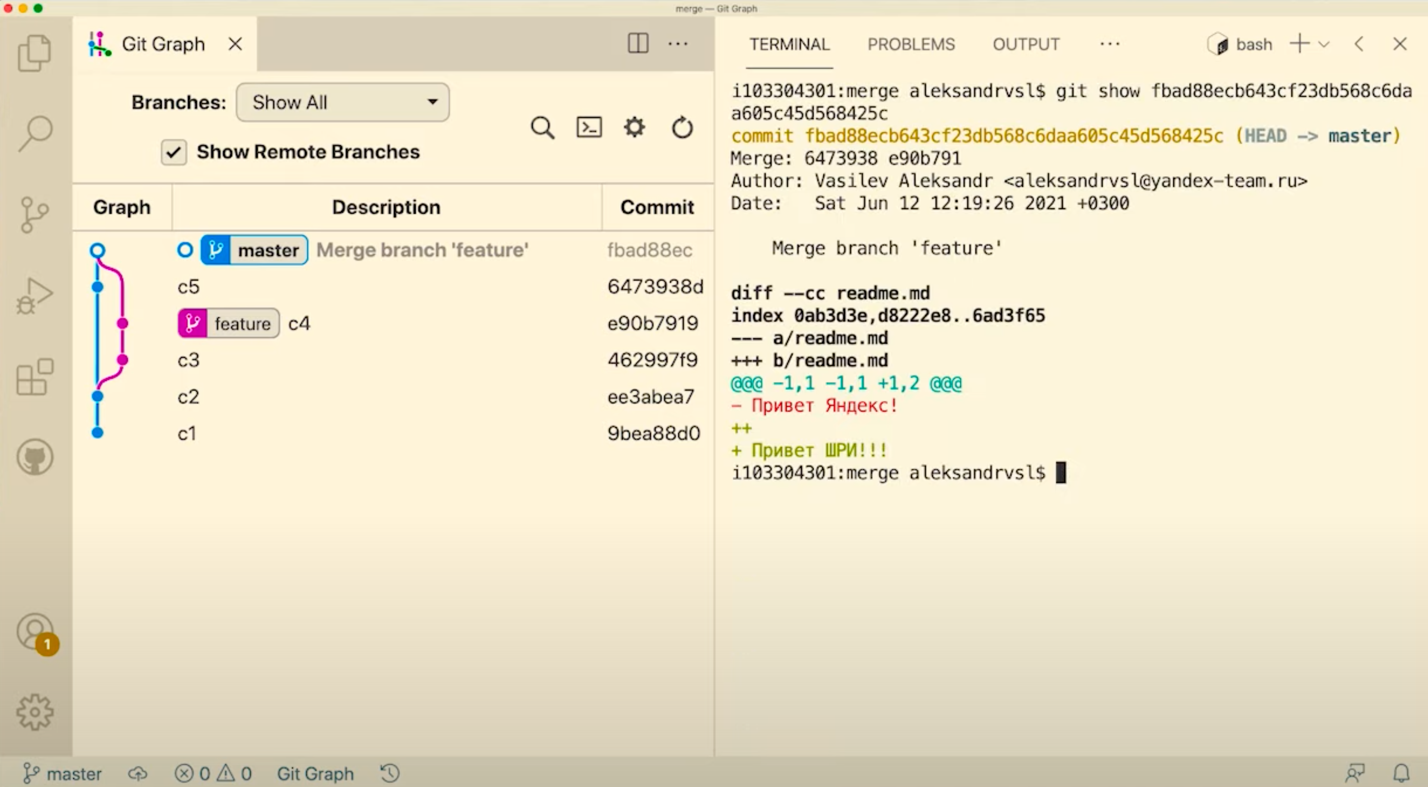 merge — Git Graph
Git Graph
Branches: Show All
Show Remote Branches
Graph Description Commit
master Merge branch 'feature' fbad88ec
c5 6473938d
feature c4 e90b7919
c3 462997f9
c2 ee3abea7
c1 9bea88d0
TERMINAL PROBLEMS OUTPUT ··· bash
i103304301:merge aleksandrvsl$ git show fbad88ecb643cf23db568c6da
a605c45d568425c
commit fbad88ecb643cf23db568c6daa605c45d568425c (HEAD -> master)
Merge: 6473938 e90b791
Author: Vasilev Aleksandr <aleksandrvsl@yandex-team.ru>
Date: Sat Jun 12 12:19:26 2021 +0300
Merge branch 'feature'
diff --cc readme.md
index 0ab3d3e,d8222e8..6ad3f65
--- a/readme.md
+++ b/readme.md
@@@ -1,1 -1,1 +1,2 @@@
- Привет Яндекс!
++
+ Привет ШРИ!!!
i103304301:merge aleksandrvsl$
1
master 0 0 Git Graph